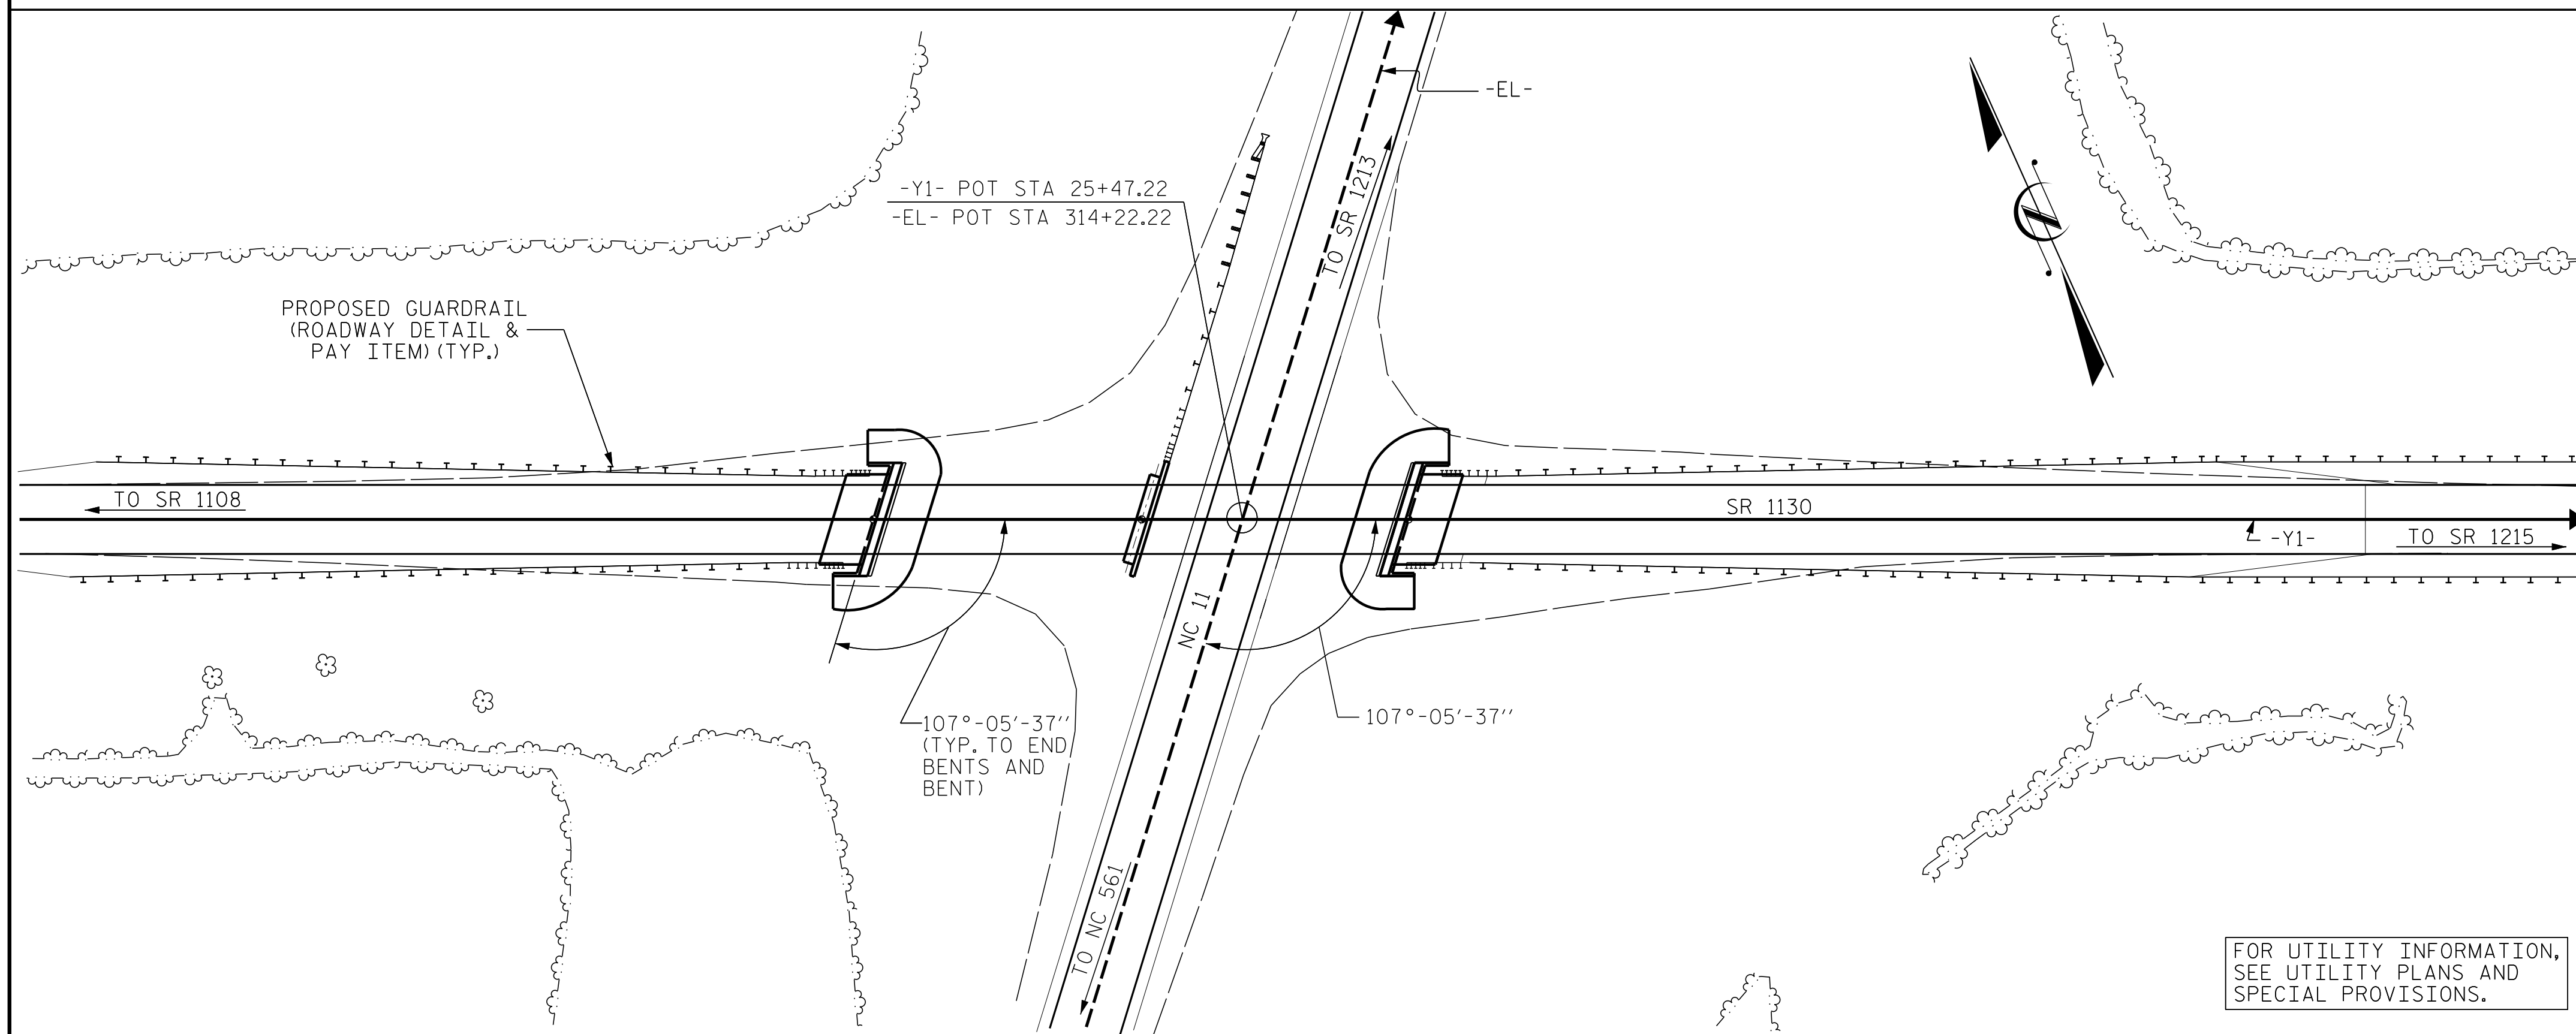 -EL-
TO SR 1213
-Y1- POT STA 25+47.22
-EL- POT STA 314+22.22
PROPOSED GUARDRAIL
(ROADWAY DETAIL &
PAY ITEM)(TYP.)
TO SR 1108
SR 1130
-Y1-
TO SR 1215
NC 11
107°-05'-37''
(TYP. TO END
BENTS AND
BENT)
107°-05'-37''
TO NC 561
FOR UTILITY INFORMATION,
SEE UTILITY PLANS AND
SPECIAL PROVISIONS.